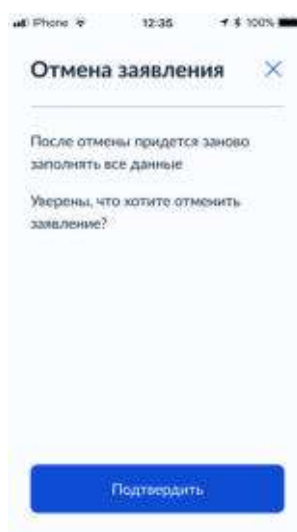 iPhone 12:35 100%
Отмена заявления
После отмены придется заново
заполнять все данные
Уверены, что хотите отменить
заявление?
Подтвердить